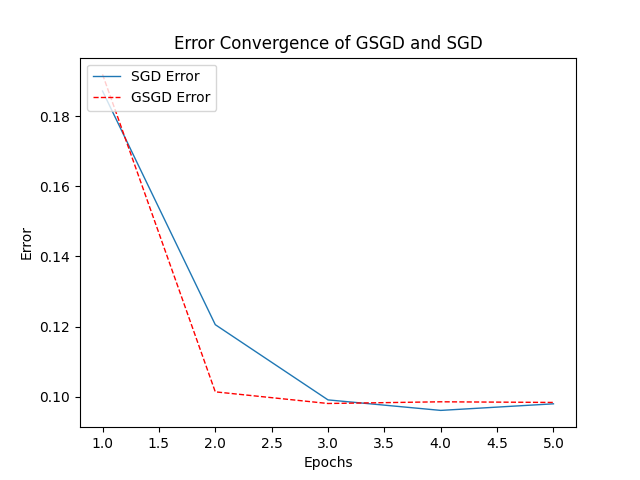 Error Convergence of GSGD and SGD
SGD Error
GSGD Error
0.18
0.16
0.14
0.12
0.10
Error
1.0 1.5 2.0 2.5 3.0 3.5 4.0 4.5 5.0
Epochs